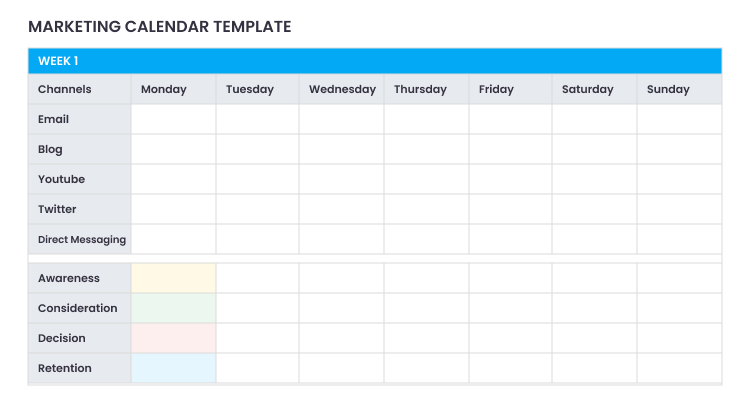 MARKETING CALENDAR TEMPLATE
WEEK 1
Channels Monday Tuesday Wednesday Thursday Friday Saturday Sunday
Email
Blog
Youtube
Twitter
Direct Messaging
Awareness
Consideration
Decision
Retention